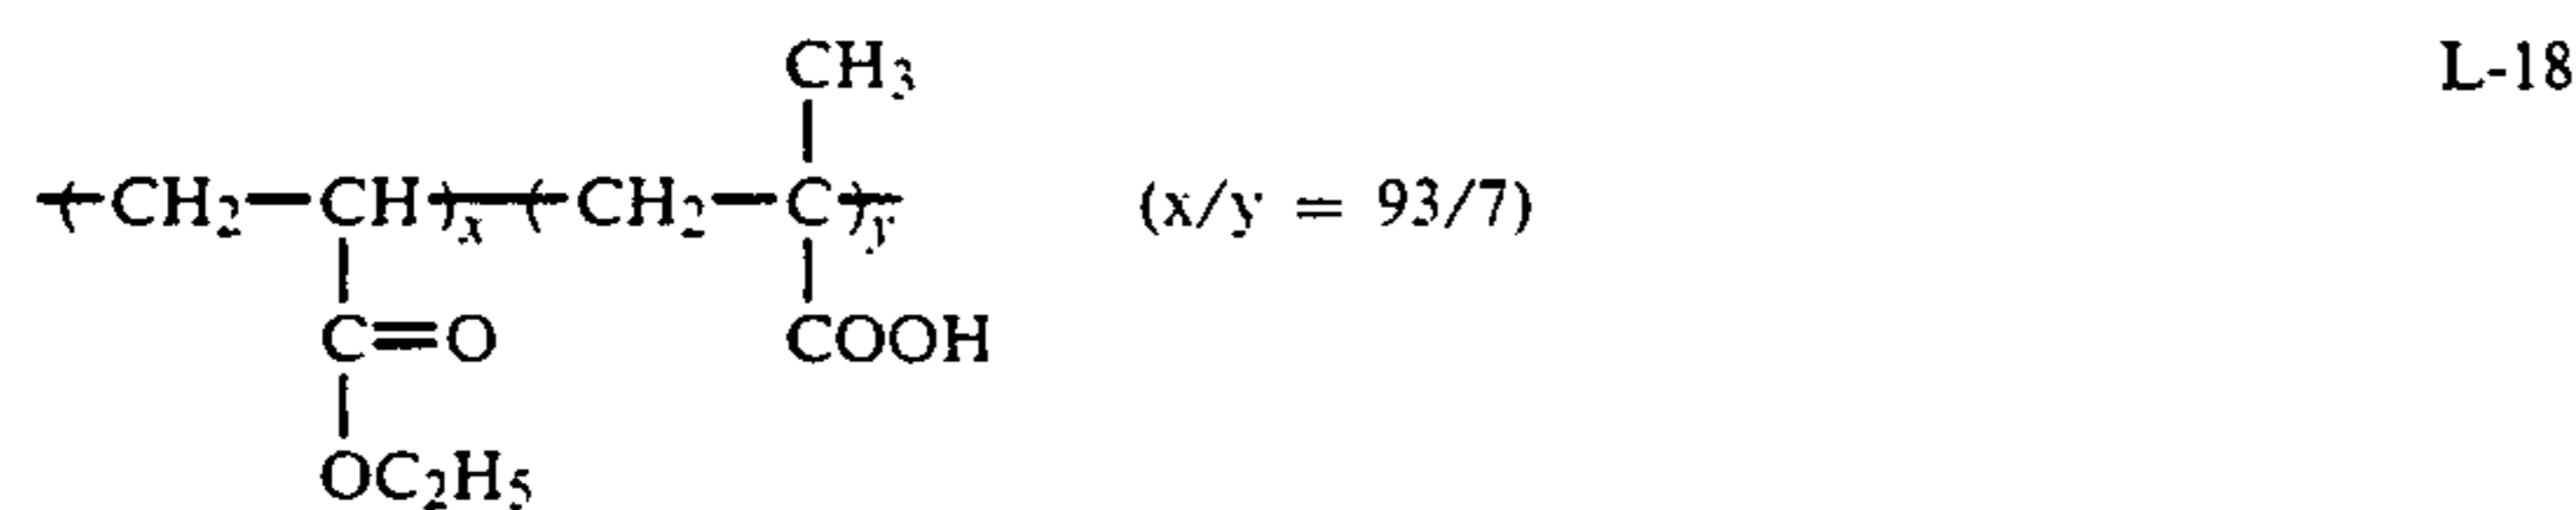 CH3 L-18
(CH2—CH)x(CH2—C)y (x/y = 93/7)
C=O COOH
OC2H5